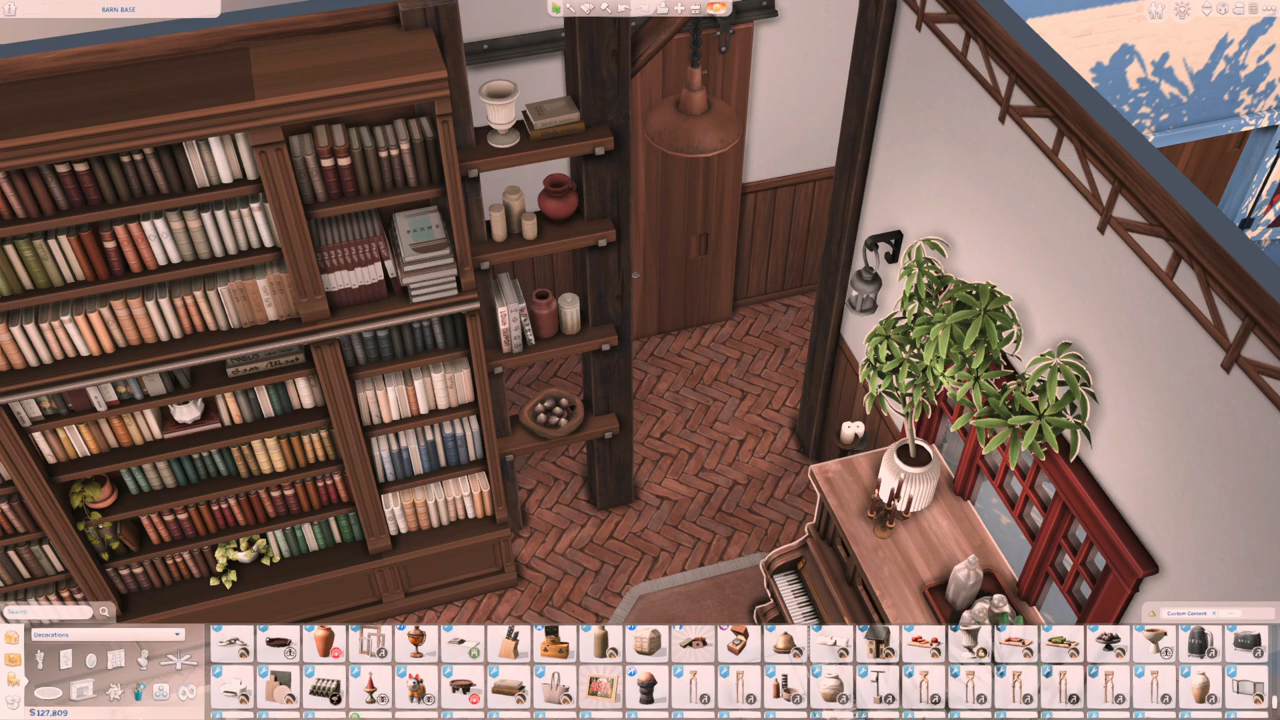 BARN BASE
Search
Custom Content ×
Decorations
$127,809